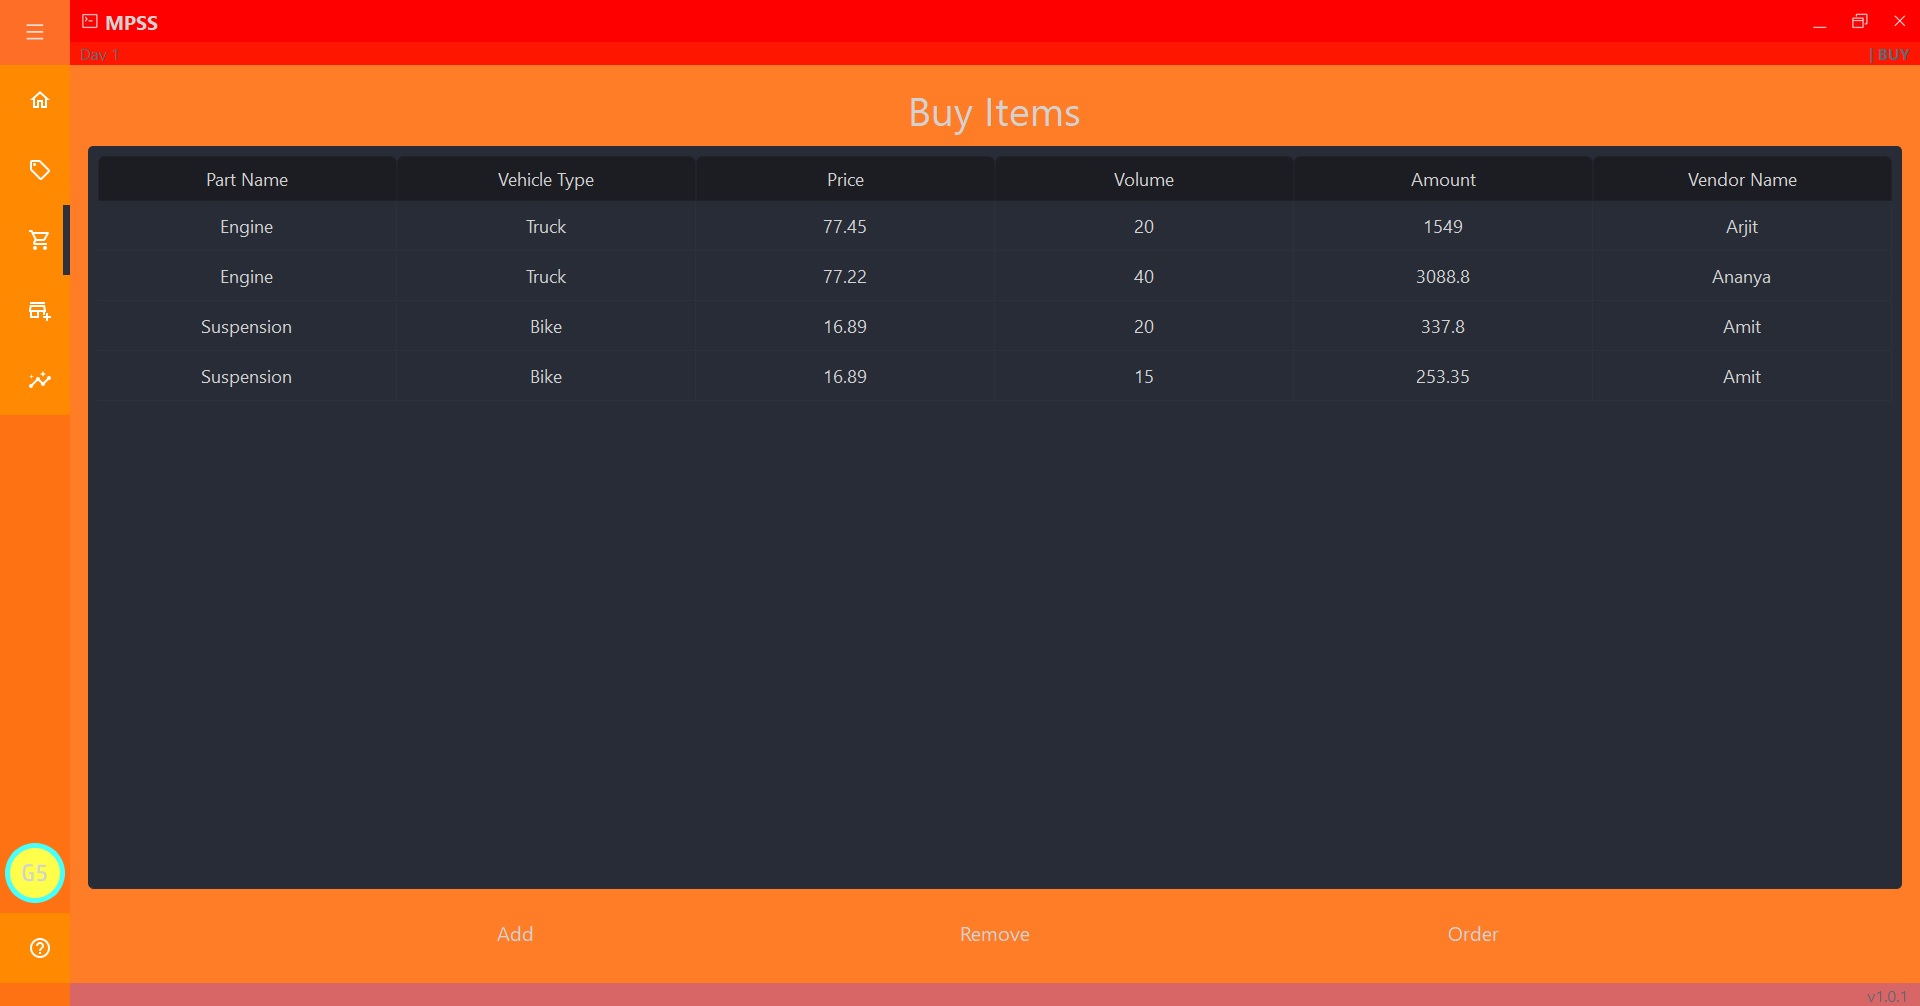 MPSS
Day 1
| BUY
Buy Items
Part Name Vehicle Type Price Volume Amount Vendor Name
Engine Truck 77.45 20 1549 Arjit
Engine Truck 77.22 40 3088.8 Ananya
Suspension Bike 16.89 20 337.8 Amit
Suspension Bike 16.89 15 253.35 Amit
G5
Add Remove Order
v1.0.1